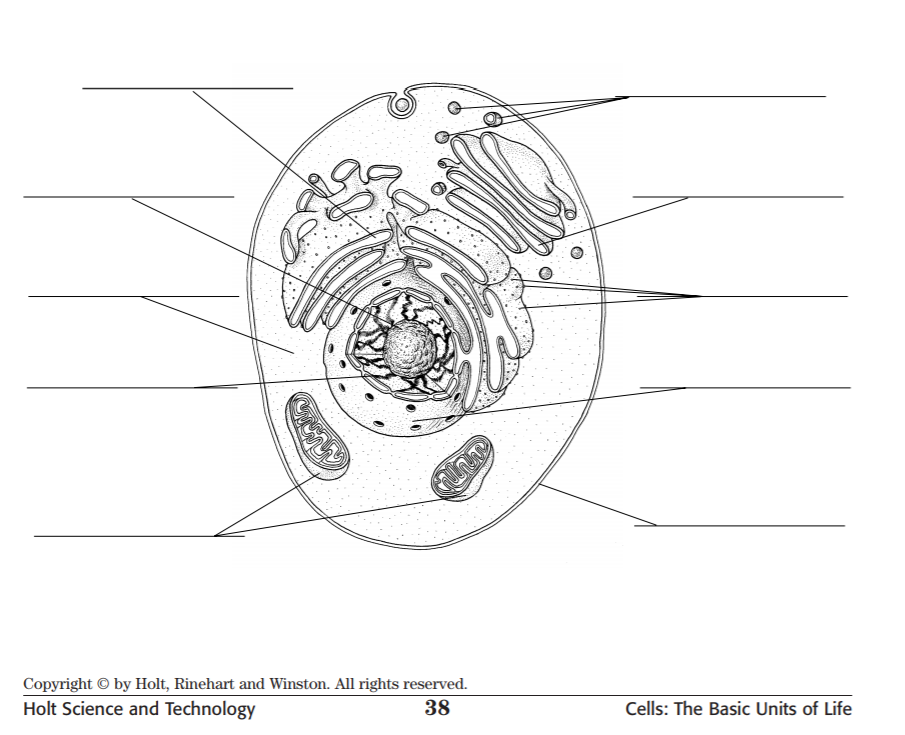 Copyright © by Holt, Rinehart and Winston. All rights reserved.
Holt Science and Technology 38 Cells: The Basic Units of Life